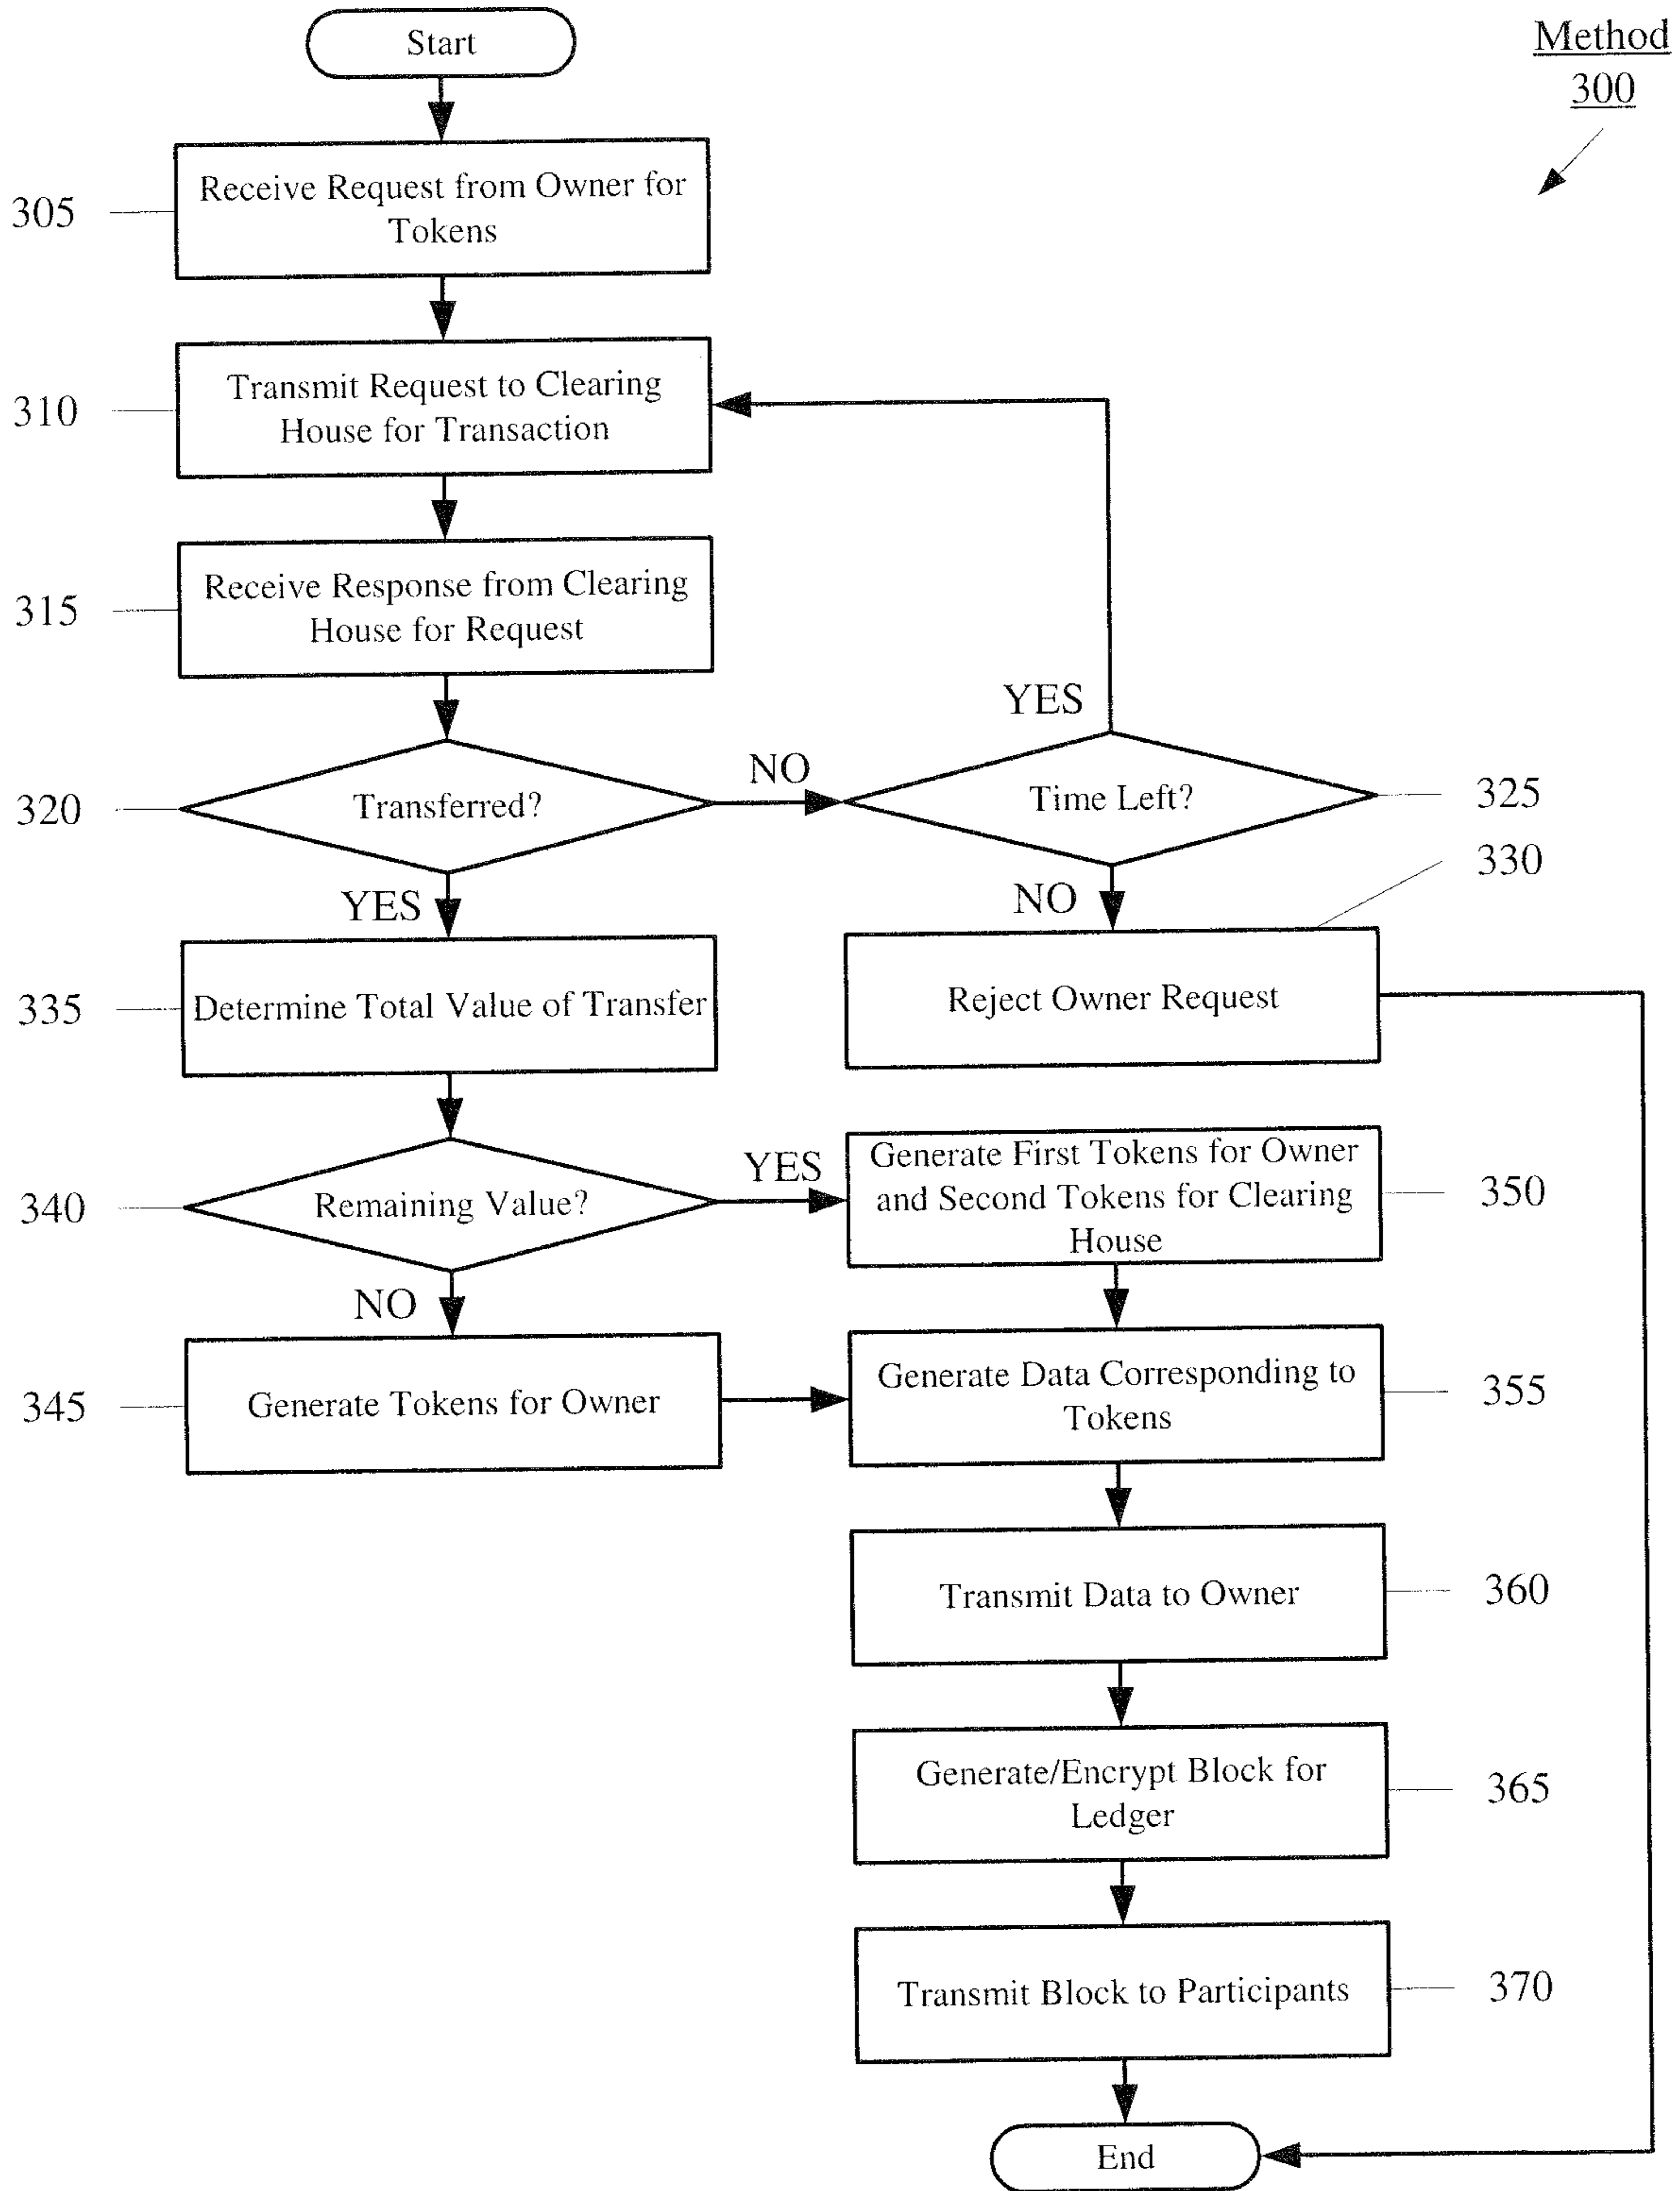 Start
Method
300
305
Receive Request from Owner for
Tokens
310
Transmit Request to Clearing
House for Transaction
315
Receive Response from Clearing
House for Request
YES
320
Transferred?
NO
Time Left?
325
330
YES
NO
335
Determine Total Value of Transfer
Reject Owner Request
340
Remaining Value?
YES
Generate First Tokens for Owner
and Second Tokens for Clearing
House
350
NO
345
Generate Tokens for Owner
Generate Data Corresponding to
Tokens
355
Transmit Data to Owner
360
Generate/Encrypt Block for
Ledger
365
Transmit Block to Participants
370
End